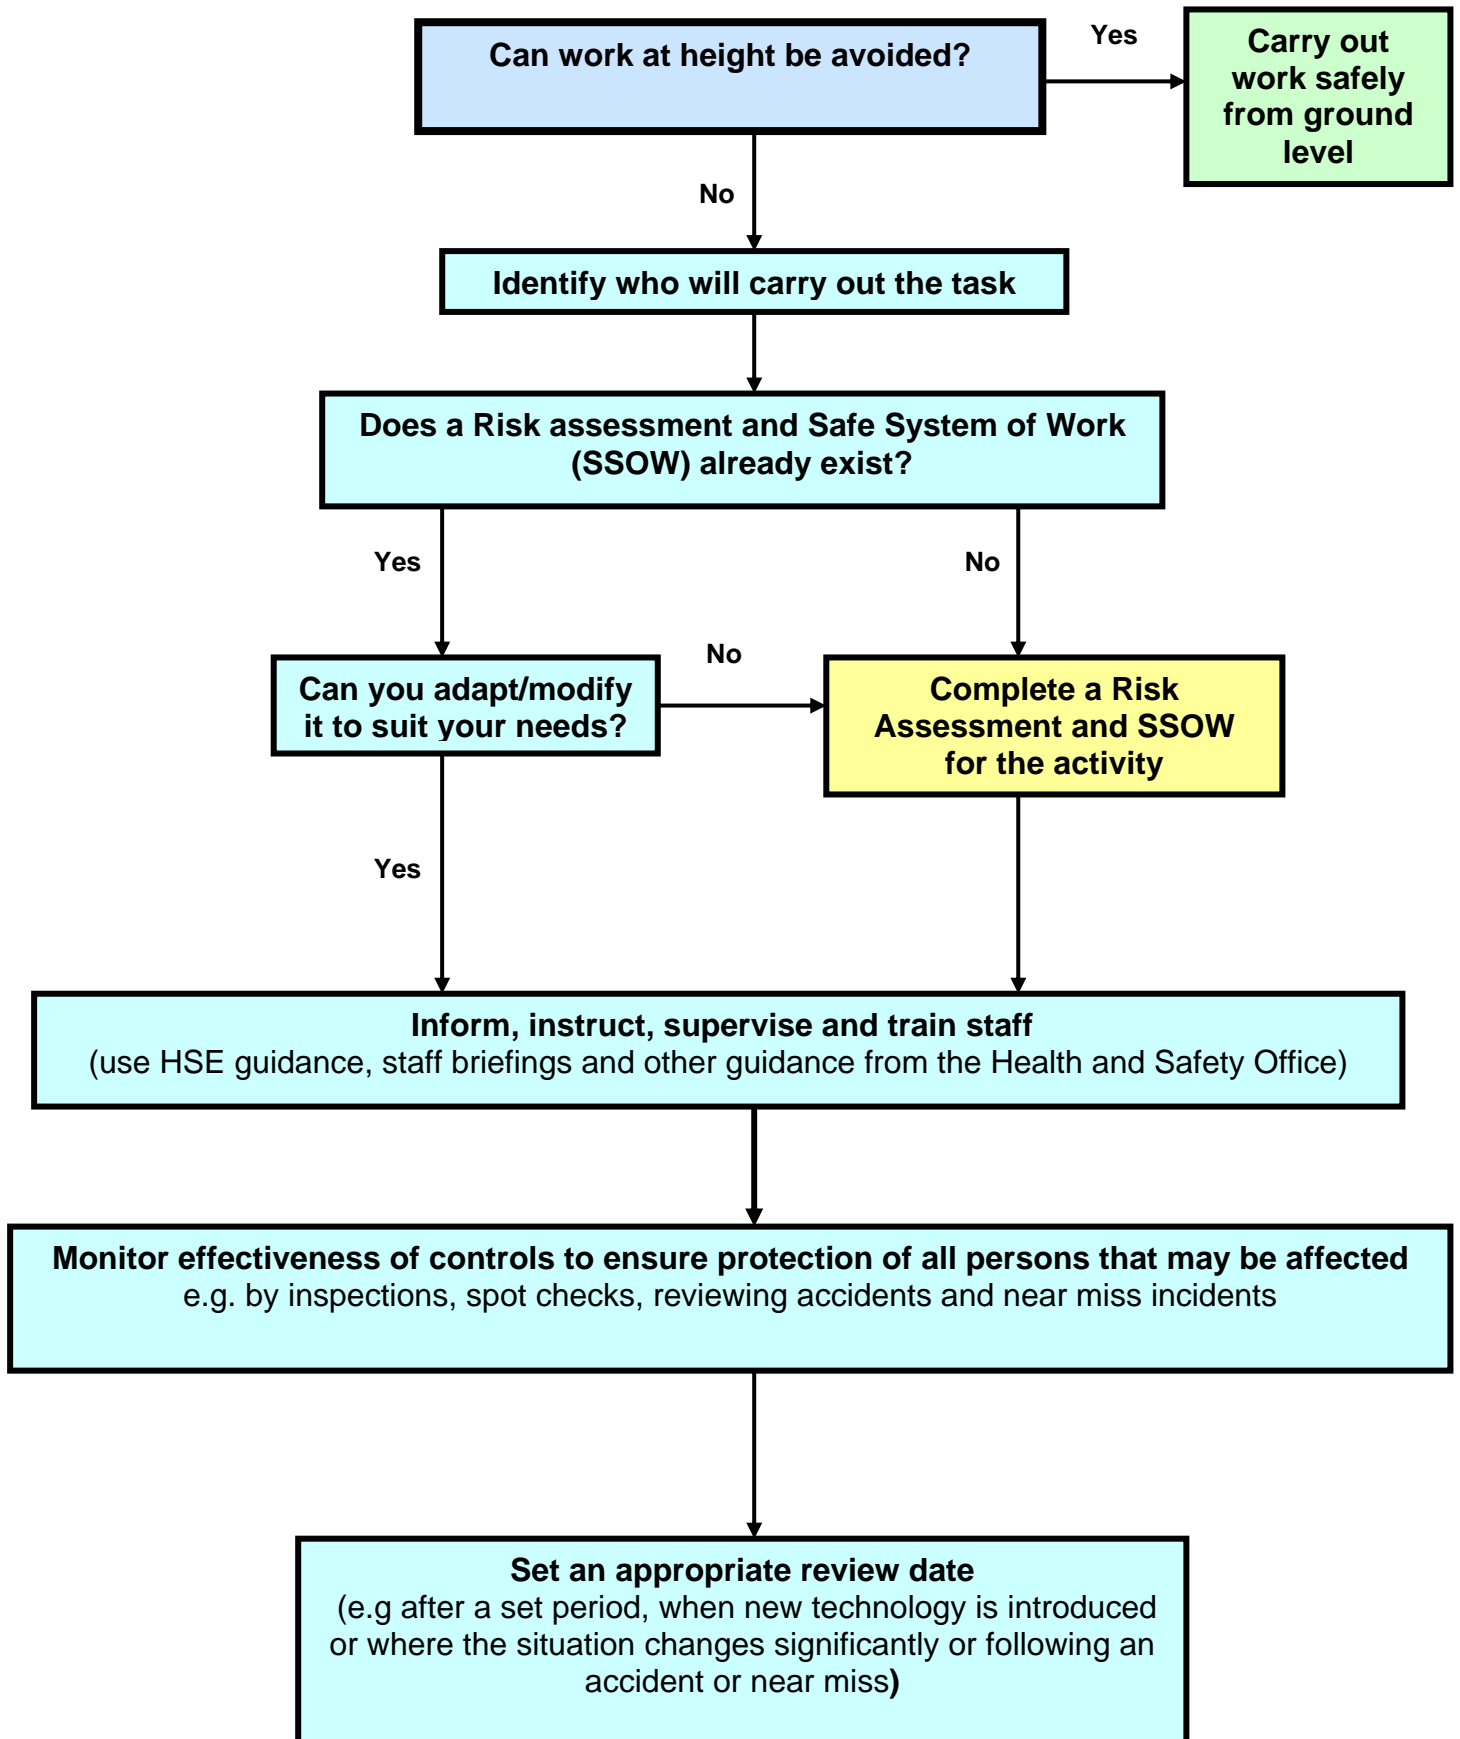 Can work at height be avoided?
Yes
Carry out
work safely
from ground
level
No
Identify who will carry out the task
Does a Risk assessment and Safe System of Work
(SSOW) already exist?
Yes
No
Can you adapt/modify
it to suit your needs?
No
Complete a Risk
Assessment and SSOW
for the activity
Yes
Inform, instruct, supervise and train staff
(use HSE guidance, staff briefings and other guidance from the Health and Safety Office)
Monitor effectiveness of controls to ensure protection of all persons that may be affected
e.g. by inspections, spot checks, reviewing accidents and near miss incidents
Set an appropriate review date
(e.g after a set period, when new technology is introduced
or where the situation changes significantly or following an
accident or near miss)